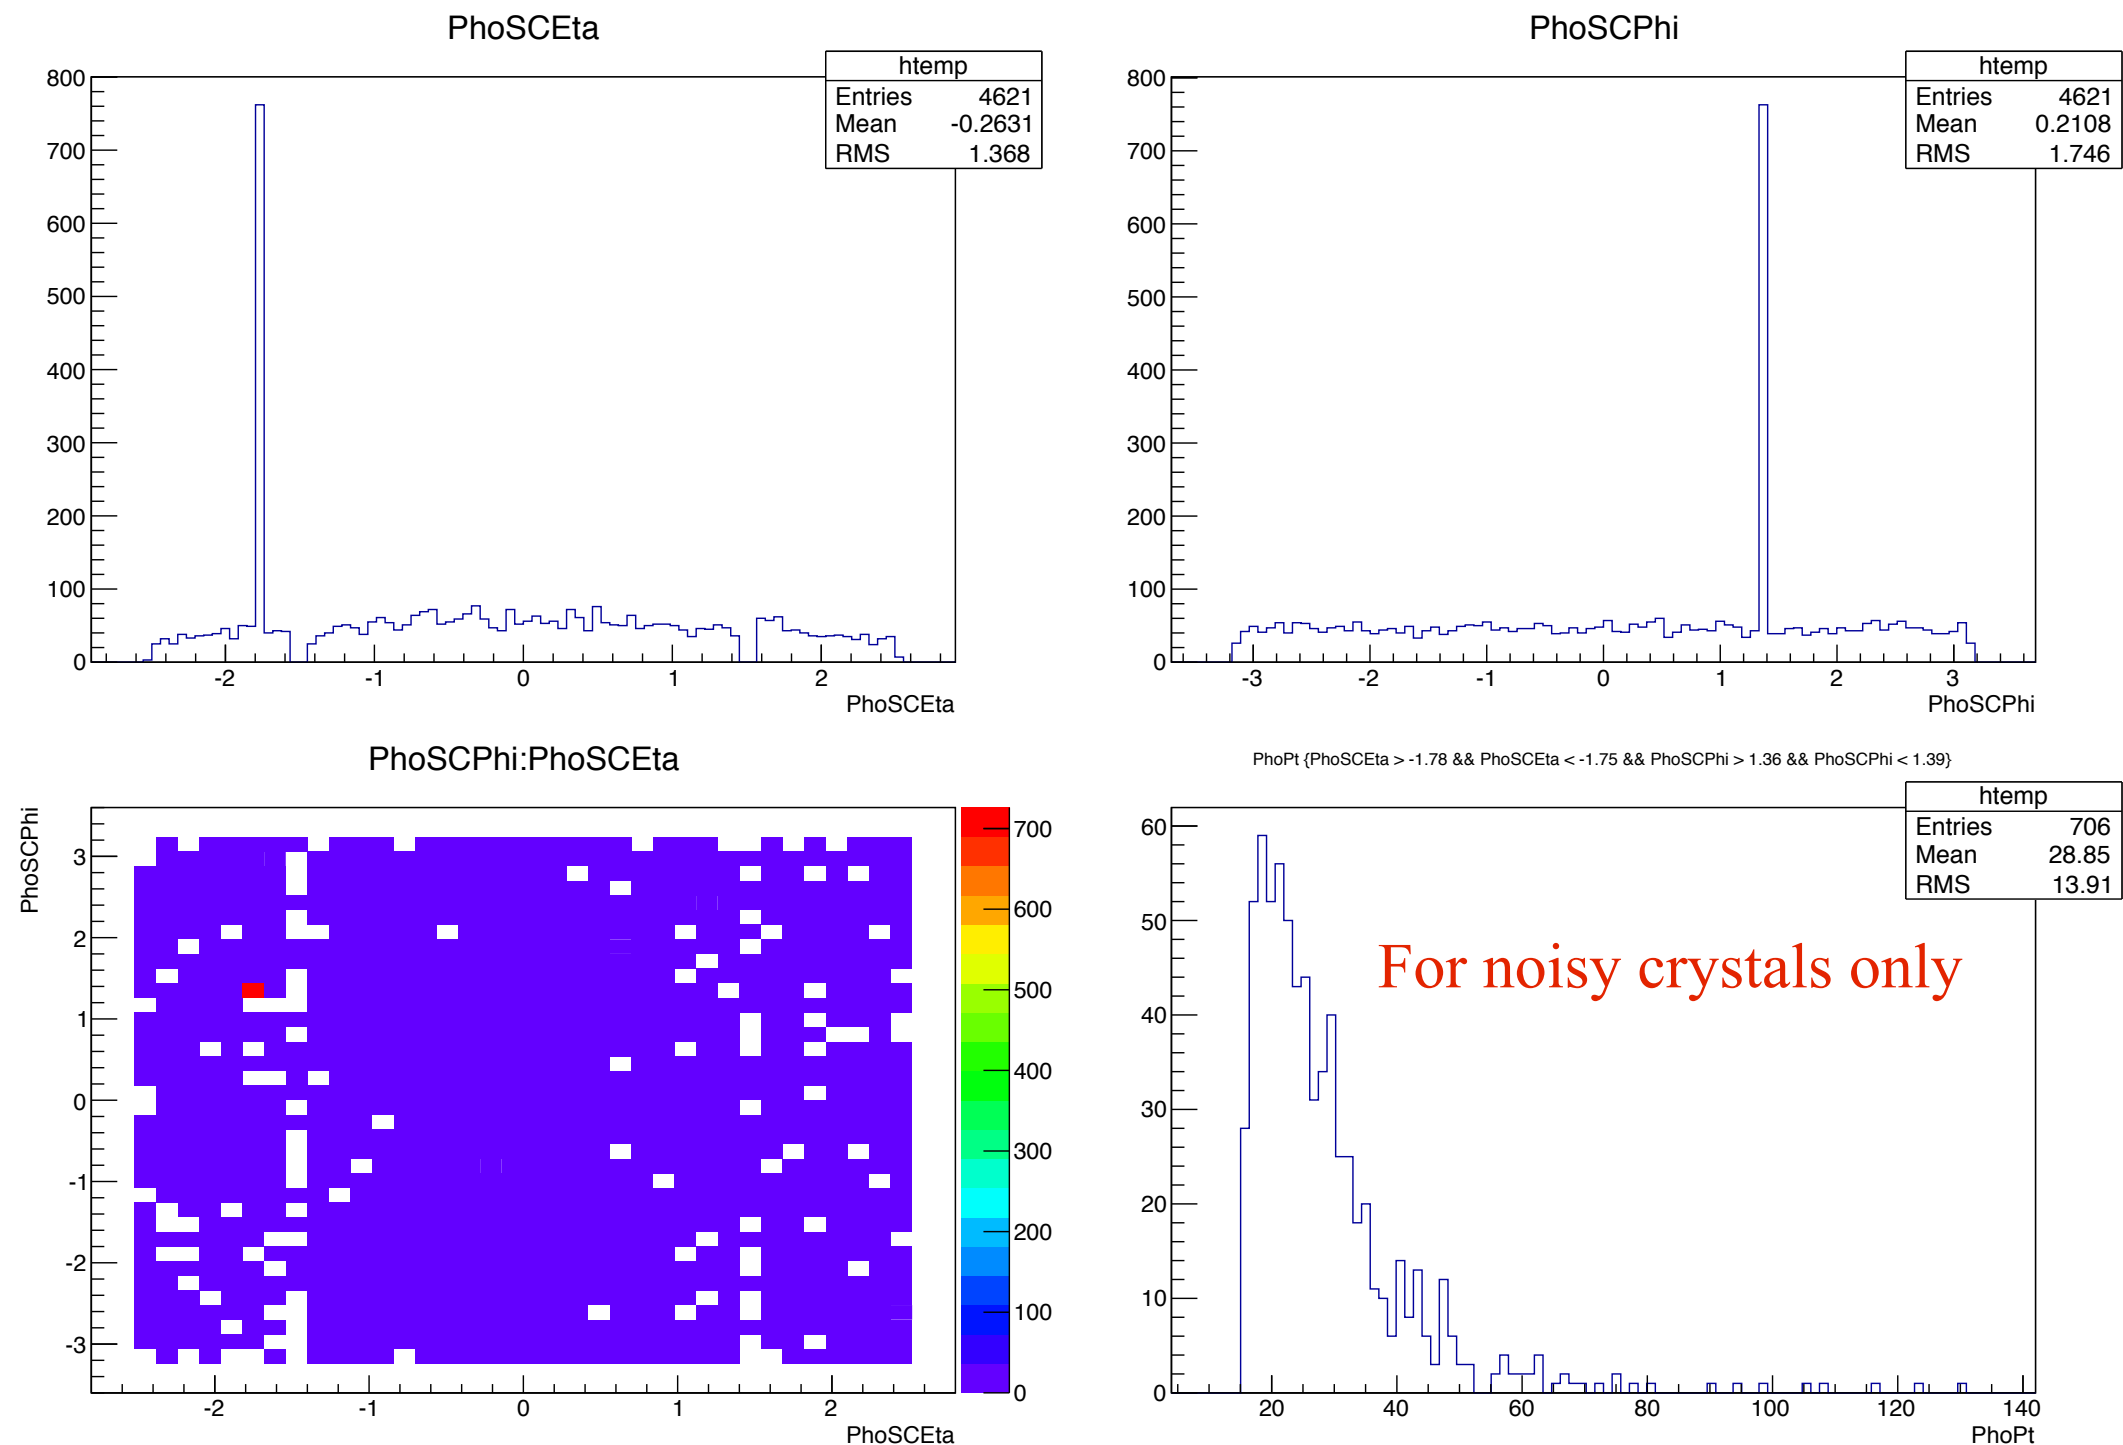 PhoSCEta
htemp
Entries 4621
Mean -0.2631
RMS 1.368
800
700
600
500
400
300
200
100
0
-2 -1 0 1 2
PhoSCEta
PhoSCPhi
htemp
Entries 4621
Mean 0.2108
RMS 1.746
800
700
600
500
400
300
200
100
0
-3 -2 -1 0 1 2 3
PhoSCPhi
PhoSCPhi:PhoSCEta
PhoSCPhi
3
2
1
0
-1
-2
-3
-2 -1 0 1 2
PhoSCEta
700
600
500
400
300
200
100
0
PhoPt {PhoSCEta > -1.78 && PhoSCEta < -1.75 && PhoSCPhi > 1.36 && PhoSCPhi < 1.39}
htemp
Entries 706
Mean 28.85
RMS 13.91
For noisy crystals only
60
50
40
30
20
10
0
20 40 60 80 100 120 140
PhoPt